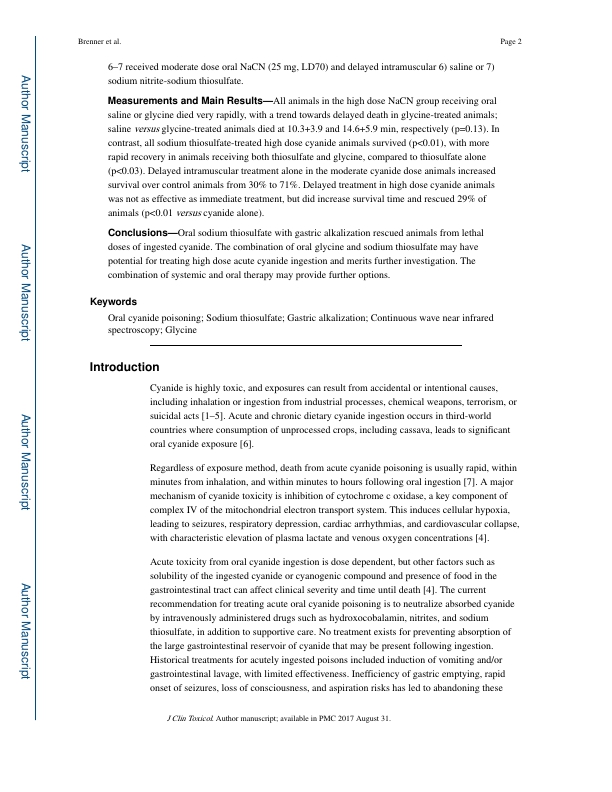 Brenner et al. Page 2
6–7 received moderate dose oral NaCN (25 mg, LD70) and delayed intramuscular 6) saline or 7)
sodium nitrite-sodium thiosulfate.
Measurements and Main Results—All animals in the high dose NaCN group receiving oral
saline or glycine died very rapidly, with a trend towards delayed death in glycine-treated animals;
saline versus glycine-treated animals died at 10.3+3.9 and 14.6+5.9 min, respectively (p=0.13). In
contrast, all sodium thiosulfate-treated high dose cyanide animals survived (p<0.01), with more
rapid recovery in animals receiving both thiosulfate and glycine, compared to thiosulfate alone
(p<0.03). Delayed intramuscular treatment alone in the moderate cyanide dose animals increased
survival over control animals from 30% to 71%. Delayed treatment in high dose cyanide animals
was not as effective as immediate treatment, but did increase survival time and rescued 29% of
animals (p<0.01 versus cyanide alone).
Conclusions—Oral sodium thiosulfate with gastric alkalization rescued animals from lethal
doses of ingested cyanide. The combination of oral glycine and sodium thiosulfate may have
potential for treating high dose acute cyanide ingestion and merits further investigation. The
combination of systemic and oral therapy may provide further options.
Keywords
Oral cyanide poisoning; Sodium thiosulfate; Gastric alkalization; Continuous wave near infrared
spectroscopy; Glycine
Introduction
Cyanide is highly toxic, and exposures can result from accidental or intentional causes,
including inhalation or ingestion from industrial processes, chemical weapons, terrorism, or
suicidal acts [1–5]. Acute and chronic dietary cyanide ingestion occurs in third-world
countries where consumption of unprocessed crops, including cassava, leads to significant
oral cyanide exposure [6].
Regardless of exposure method, death from acute cyanide poisoning is usually rapid, within
minutes from inhalation, and within minutes to hours following oral ingestion [7]. A major
mechanism of cyanide toxicity is inhibition of cytochrome c oxidase, a key component of
complex IV of the mitochondrial electron transport system. This induces cellular hypoxia,
leading to seizures, respiratory depression, cardiac arrhythmias, and cardiovascular collapse,
with characteristic elevation of plasma lactate and venous oxygen concentrations [4].
Acute toxicity from oral cyanide ingestion is dose dependent, but other factors such as
solubility of the ingested cyanide or cyanogenic compound and presence of food in the
gastrointestinal tract can affect clinical severity and time until death [4]. The current
recommendation for treating acute oral cyanide poisoning is to neutralize absorbed cyanide
by intravenously administered drugs such as hydroxocobalamin, nitrites, and sodium
thiosulfate, in addition to supportive care. No treatment exists for preventing absorption of
the large gastrointestinal reservoir of cyanide that may be present following ingestion.
Historical treatments for acutely ingested poisons included induction of vomiting and/or
gastrointestinal lavage, with limited effectiveness. Inefficiency of gastric emptying, rapid
onset of seizures, loss of consciousness, and aspiration risks has led to abandoning these
J Clin Toxicol. Author manuscript; available in PMC 2017 August 31.
Author Manuscript
Author Manuscript
Author Manuscript
Author Manuscript